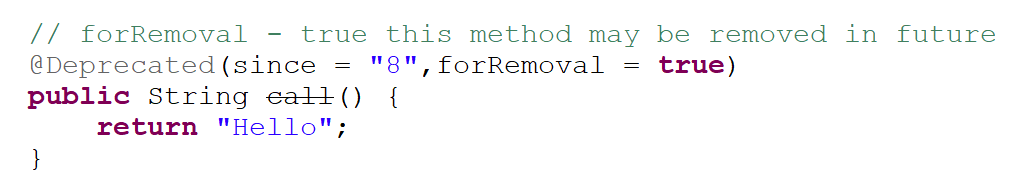 // forRemoval - true this method may be removed in future
@Deprecated(since = "8",forRemoval = true)
public String call() {
    return "Hello";
}